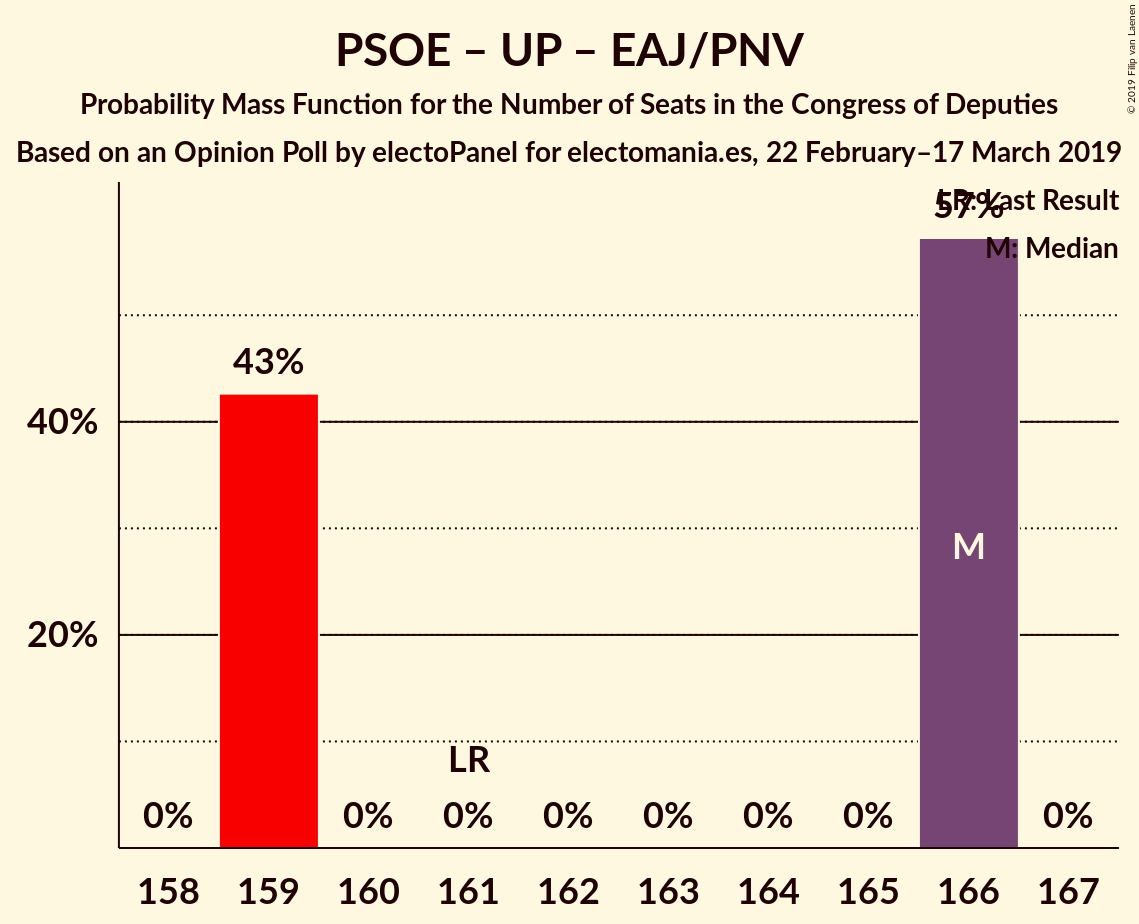 PSOE – UP – EAJ/PNV
Probability Mass Function for the Number of Seats in the Congress of Deputies
Based on an Opinion Poll by electoPanel for electomania.es, 22 February–17 March 2019
© 2019 Filip van Laenen
LR: Last Result
57%
M: Median
43%
40%
M
20%
LR
0% 0% 0% 0% 0% 0% 0% 0%
158 159 160 161 162 163 164 165 166 167